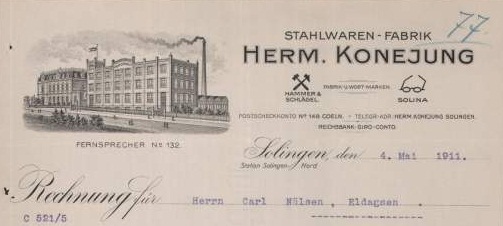 77
STAHLWAREN - FABRIK
HERM. KONEJUNG
FABRIK- U. WORT- MARKEN.
HAMMER & SCHLÄGEL.
SOLINA
POSTSCHECKKONTO No 149 CÖLN. • TELEGR.-ADR.: HERM. KONEJUNG SOLINGEN.
REICHSBANK-GIRO-CONTO.
FERNSPRECHER No 132.
Solingen, den 4. Mai 1911.
Station Solingen - Nord
Rechnung für Herrn Carl Nölsen, Eldagsen .
C 521/5